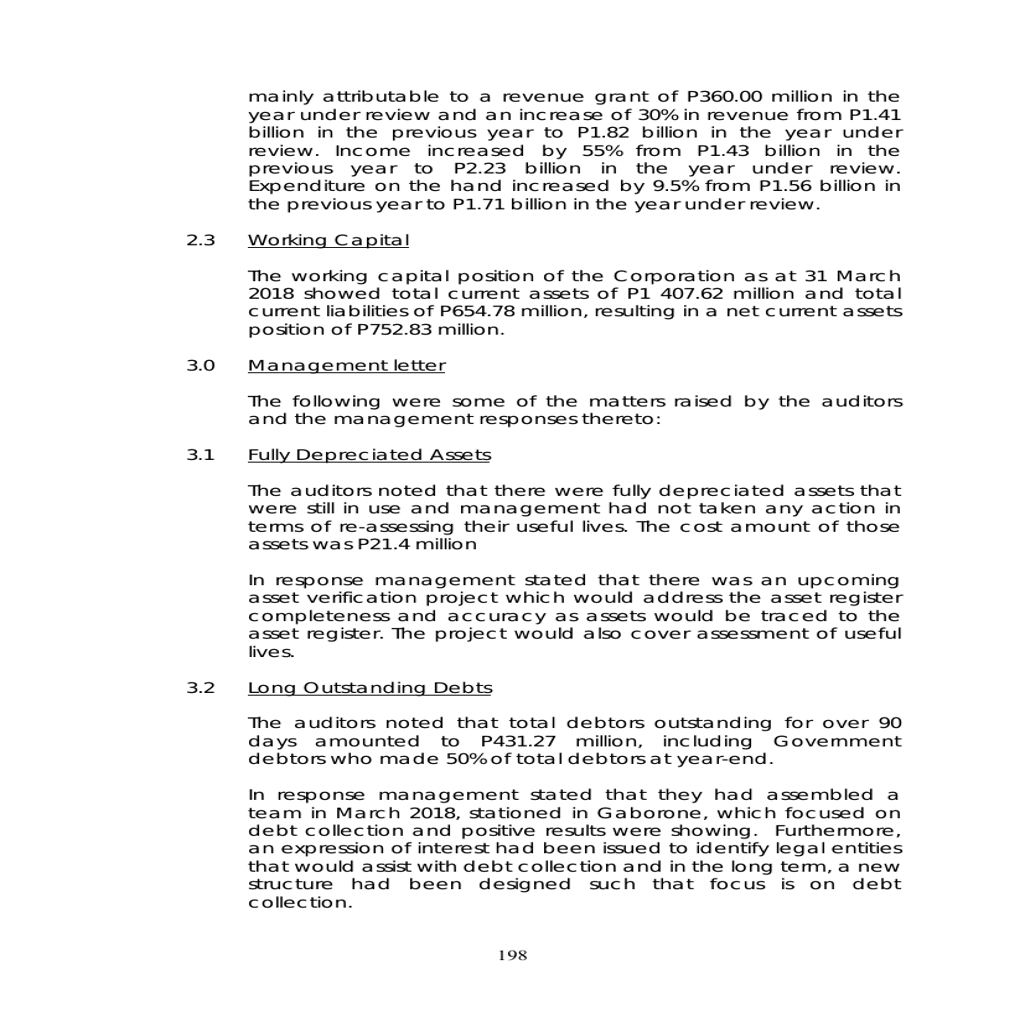 mainly attributable to a revenue grant of P360.00 million in the
year under review and an increase of 30% in revenue from P1.41
billion in the previous year to P1.82 billion in the year under
review. Income increased by 55% from P1.43 billion in the
previous year to P2.23 billion in the year under review.
Expenditure on the hand increased by 9.5% from P1.56 billion in
the previous year to P1.71 billion in the year under review.
2.3 Working Capital
The working capital position of the Corporation as at 31 March
2018 showed total current assets of P1 407.62 million and total
current liabilities of P654.78 million, resulting in a net current assets
position of P752.83 million.
3.0 Management letter
The following were some of the matters raised by the auditors
and the management responses thereto:
3.1 Fully Depreciated Assets
The auditors noted that there were fully depreciated assets that
were still in use and management had not taken any action in
terms of re-assessing their useful lives. The cost amount of those
assets was P21.4 million
In response management stated that there was an upcoming
asset verification project which would address the asset register
completeness and accuracy as assets would be traced to the
asset register. The project would also cover assessment of useful
lives.
3.2 Long Outstanding Debts
The auditors noted that total debtors outstanding for over 90
days amounted to P431.27 million, including Government
debtors who made 50% of total debtors at year-end.
In response management stated that they had assembled a
team in March 2018, stationed in Gaborone, which focused on
debt collection and positive results were showing. Furthermore,
an expression of interest had been issued to identify legal entities
that would assist with debt collection and in the long term, a new
structure had been designed such that focus is on debt
collection.
198